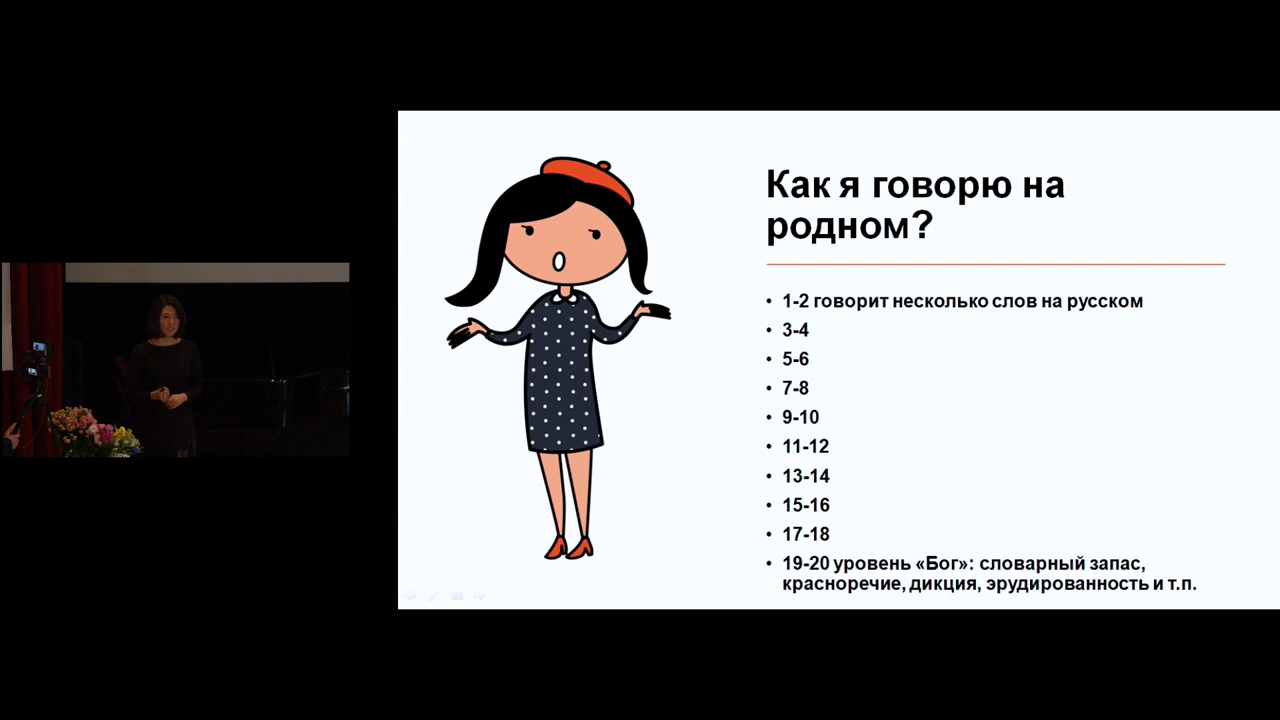 Как я говорю на
родном?
• 1-2 говорит несколько слов на русском
• 3-4
• 5-6
• 7-8
• 9-10
• 11-12
• 13-14
• 15-16
• 17-18
• 19-20 уровень «Бог»: словарный запас,
красноречие, дикция, эрудированность и т.п.